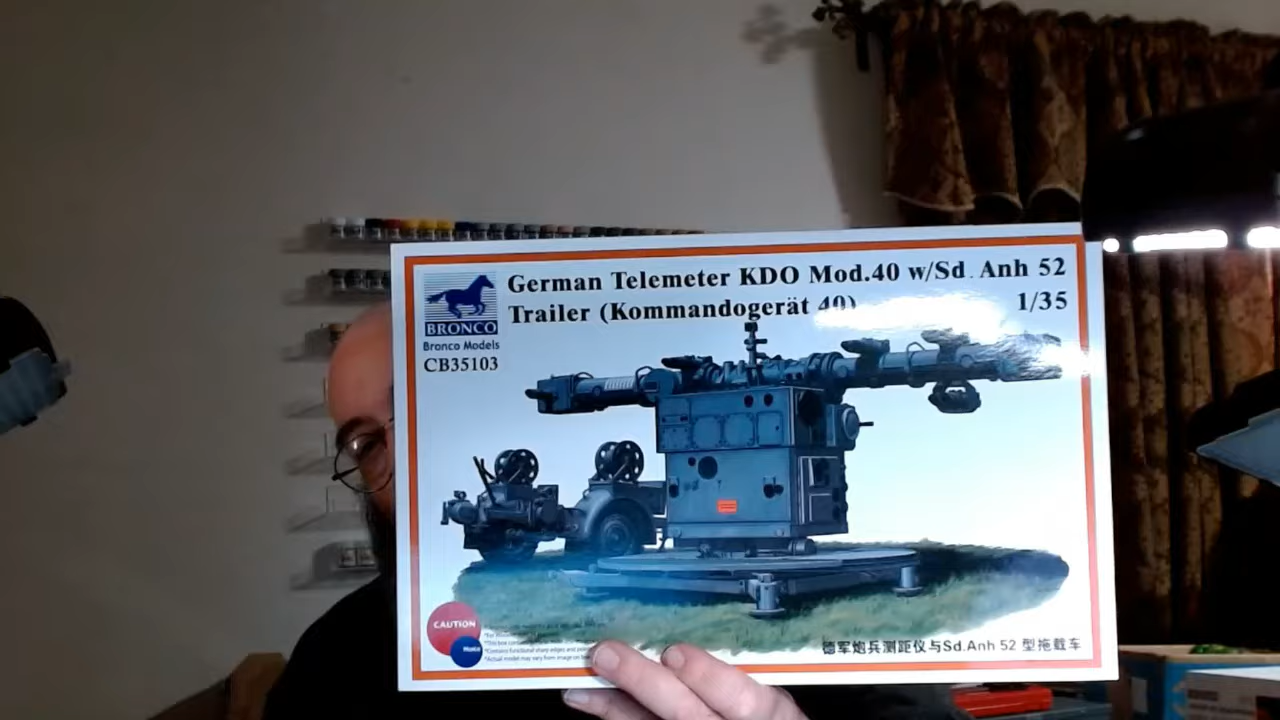 German Telemeter KDO Mod.40 w/Sd. Anh 52
Trailer (Kommandogerät 40)
1/35
BRONCO
Bronco Models
CB35103
CAUTION
德军炮兵测距仪与Sd.Anh 52 型拖载车